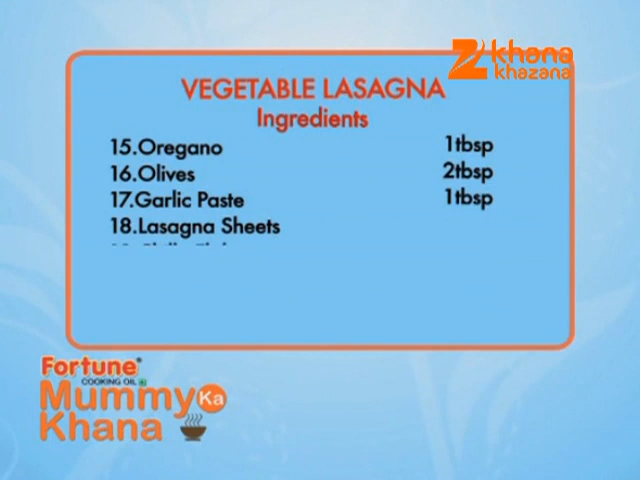 khana
khazana
VEGETABLE LASAGNA
Ingredients
15.Oregano 1tbsp
16.Olives 2tbsp
17.Garlic Paste 1tbsp
18.Lasagna Sheets
Fortune
COOKING OIL
Mummy Ka
Khana